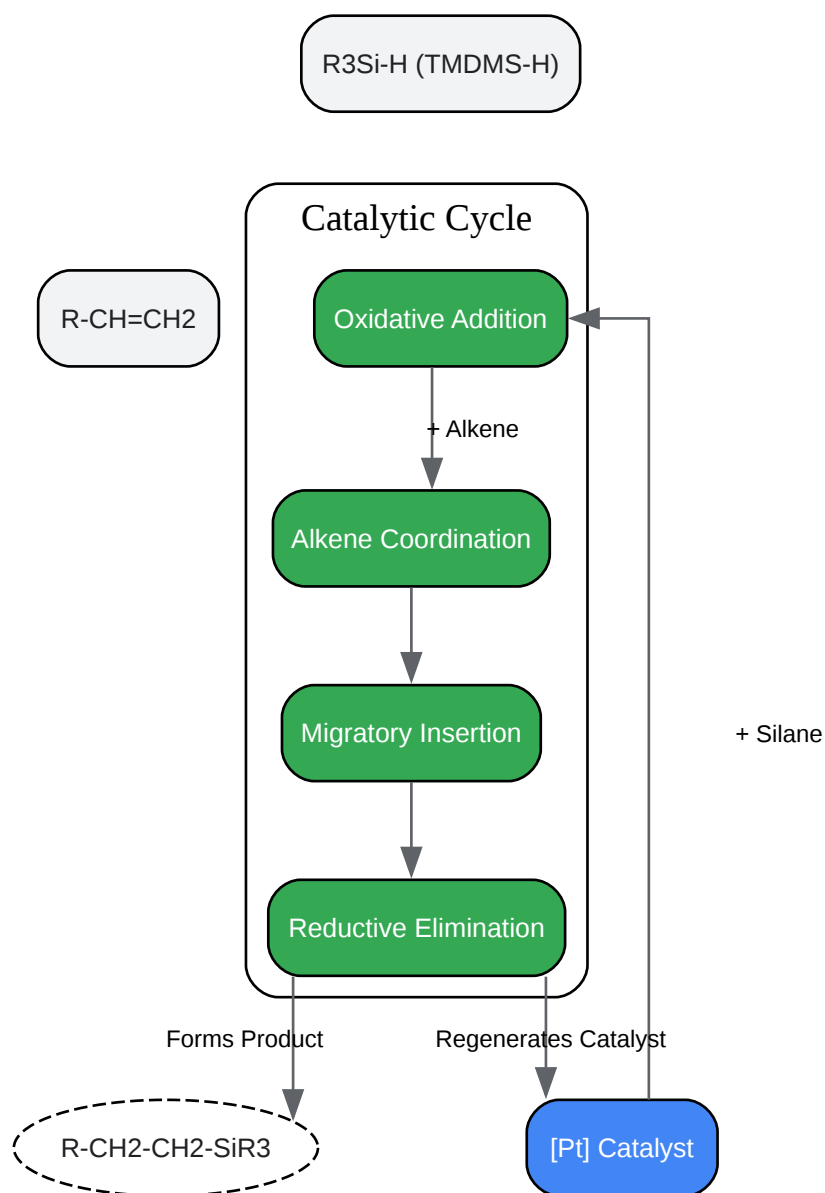 R3Si-H (TMDMS-H)
Catalytic Cycle
R-CH=CH2
Oxidative Addition
+ Alkene
Alkene Coordination
Migratory Insertion
+ Silane
Reductive Elimination
Forms Product
Regenerates Catalyst
R-CH2-CH2-SiR3
[Pt] Catalyst